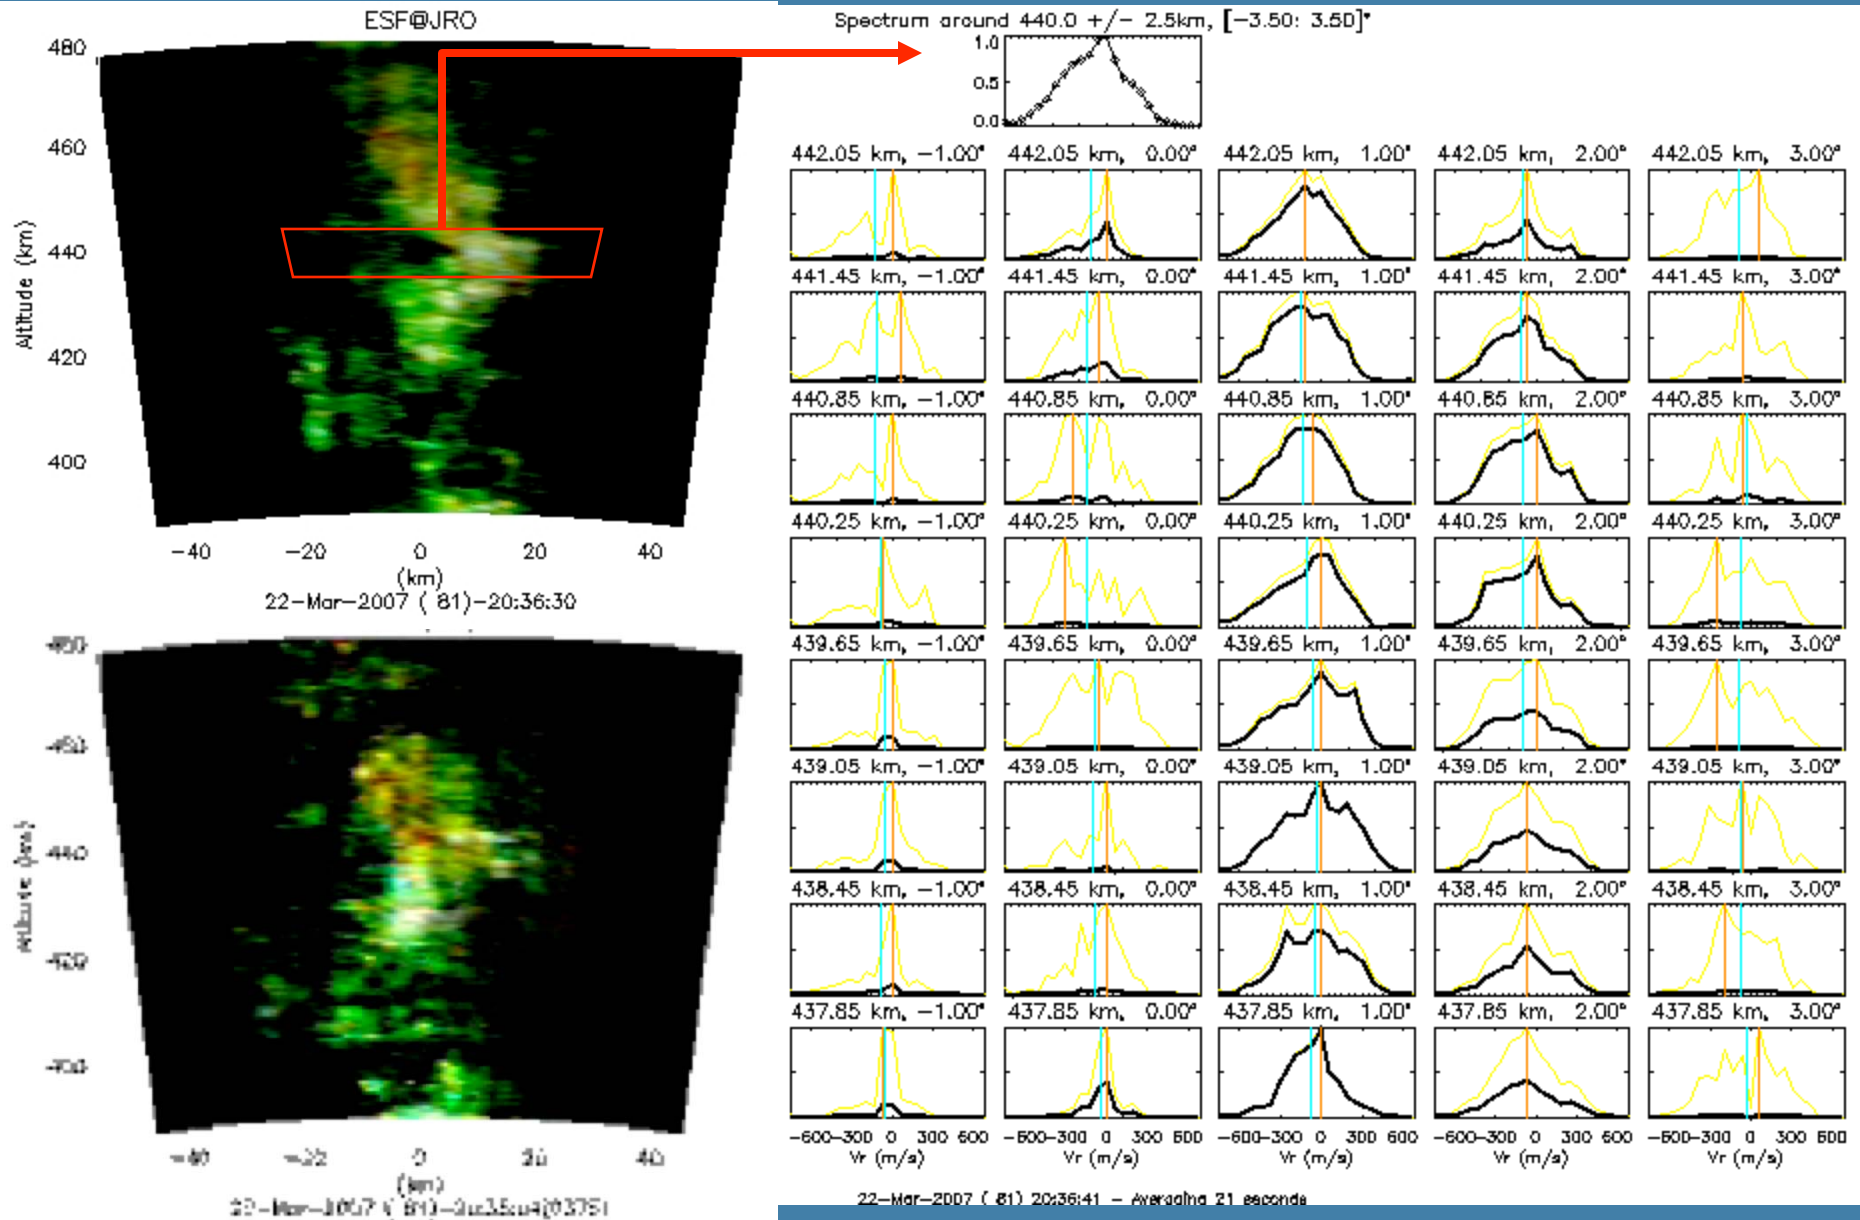 ESF@JRO
480
460
440
420
400
Altitude (km)
-40 -20 0 20 40
(km)
22-Mar-2007 ( 81)-20:36:30
(km)
Spectrum around 440.0 +/- 2.5km, [-3.50: 3.50]°
1.0
0.5
0.0
442.05 km, -1.00° 442.05 km, 0.00° 442.05 km, 1.00° 442.05 km, 2.00° 442.05 km, 3.00°
441.45 km, -1.00° 441.45 km, 0.00° 441.45 km, 1.00° 441.45 km, 2.00° 441.45 km, 3.00°
440.85 km, -1.00° 440.85 km, 0.00° 440.85 km, 1.00° 440.85 km, 2.00° 440.85 km, 3.00°
440.25 km, -1.00° 440.25 km, 0.00° 440.25 km, 1.00° 440.25 km, 2.00° 440.25 km, 3.00°
439.65 km, -1.00° 439.65 km, 0.00° 439.65 km, 1.00° 439.65 km, 2.00° 439.65 km, 3.00°
439.05 km, -1.00° 439.05 km, 0.00° 439.05 km, 1.00° 439.05 km, 2.00° 439.05 km, 3.00°
438.45 km, -1.00° 438.45 km, 0.00° 438.45 km, 1.00° 438.45 km, 2.00° 438.45 km, 3.00°
437.85 km, -1.00° 437.85 km, 0.00° 437.85 km, 1.00° 437.85 km, 2.00° 437.85 km, 3.00°
-600-300 0 300 600 -600-300 0 300 600 -600-300 0 300 600 -600-300 0 300 600 -600-300 0 300 600
Vr (m/s) Vr (m/s) Vr (m/s) Vr (m/s) Vr (m/s)
22-Mar-2007 ( 81) 20:36:41 - Averaging 21 seconds